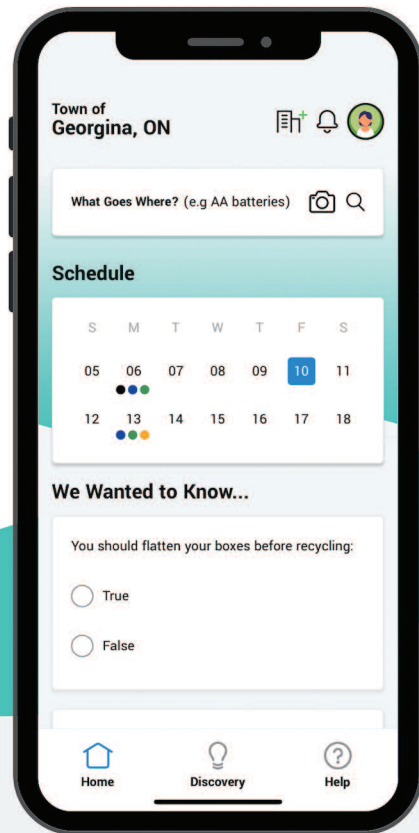 Town of
Georgina, ON
What Goes Where? (e.g AA batteries)
Schedule
S M T W T F S
05 06 07 08 09 10 11
12 13 14 15 16 17 18
We Wanted to Know...
You should flatten your boxes before recycling:
True
False
Home Discovery Help